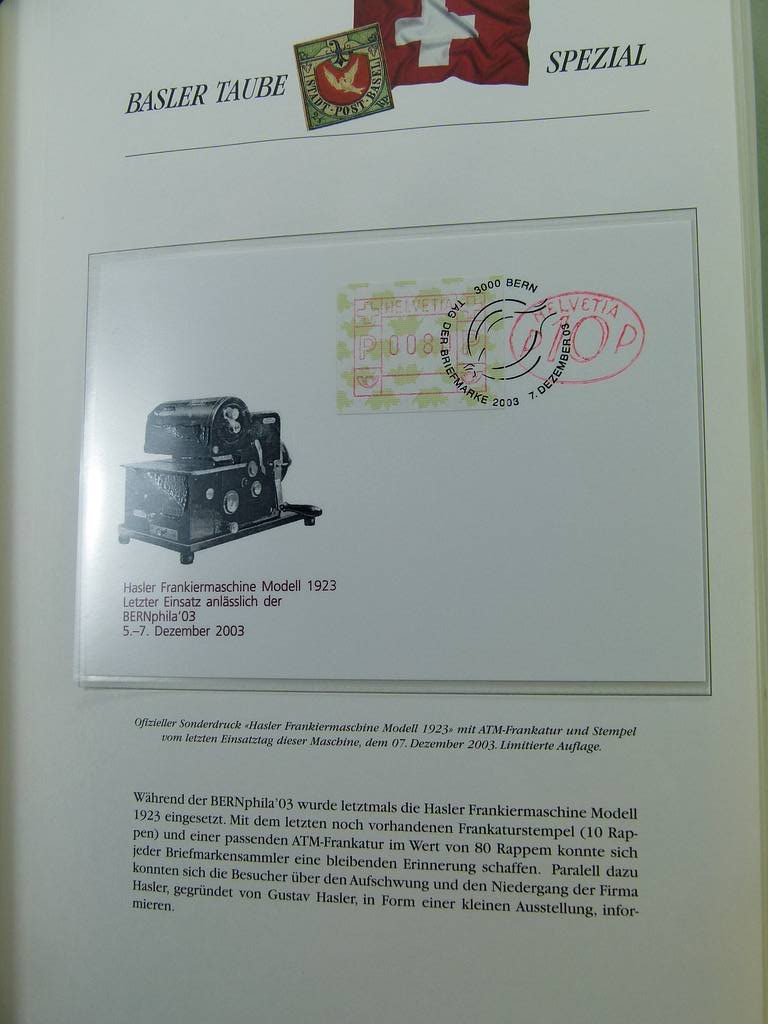 BASLER TAUBE SPEZIAL
STADT·POST·BASEL
3000 BERN
TAG DER BRIEFMARKE 2003 7. DEZEMBER 03
HELVETIA
P 008
HELVETIA
P 10 P
Hasler Frankiermaschine Modell 1923
Letzter Einsatz anlässlich der
BERNphila'03
5.–7. Dezember 2003
Ofizieller Sonderdruck «Hasler Frankiermaschine Modell 1923» mit ATM-Frankatur und Stempel
vom letzten Einsatztag dieser Maschine, dem 07. Dezember 2003. Limitierte Auflage.
Während der BERNphila'03 wurde letztmals die Hasler Frankiermaschine Modell
1923 eingesetzt. Mit dem letzten noch vorhandenen Frankaturstempel (10 Rap-
pen) und einer passenden ATM-Frankatur im Wert von 80 Rappem konnte sich
jeder Briefmarkensammler eine bleibenden Erinnerung schaffen. Paralell dazu
konnten sich die Besucher über den Aufschwung und den Niedergang der Firma
Hasler, gegründet von Gustav Hasler, in Form einer kleinen Ausstellung, infor-
mieren.